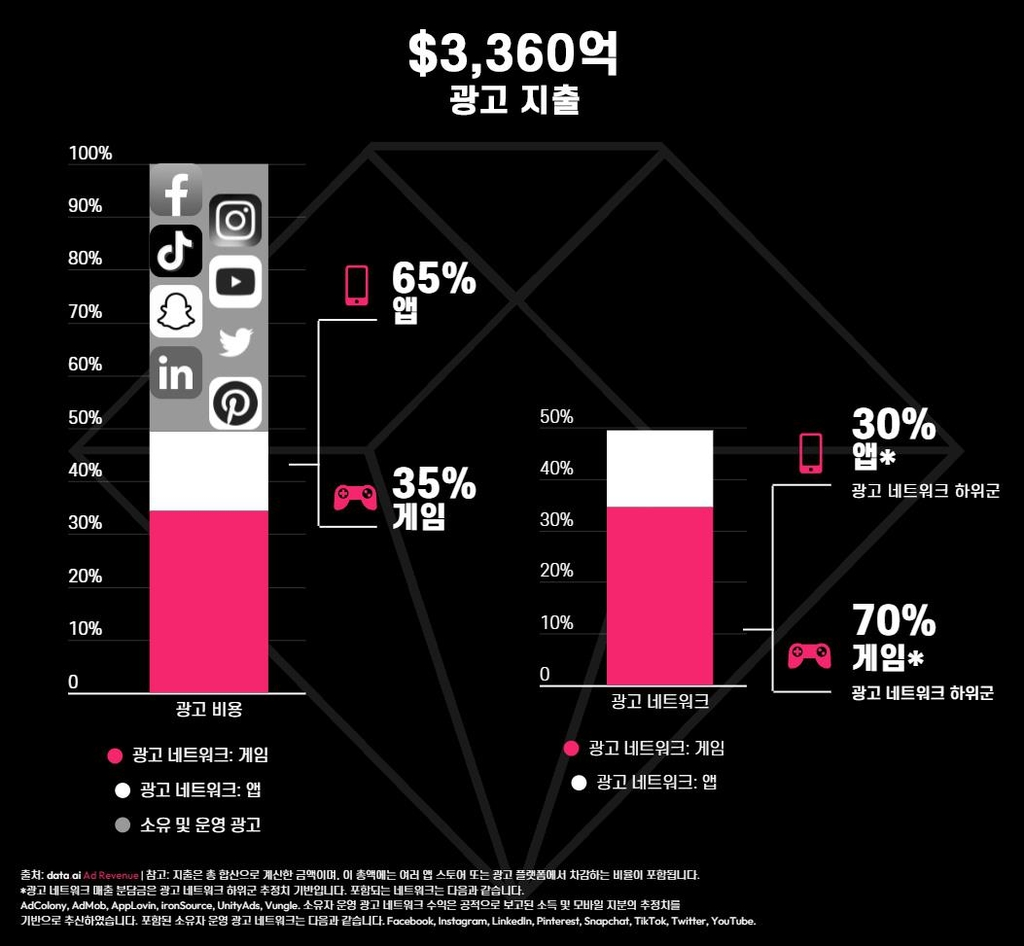 $3,360억
광고 지출
100%
90%
80%
70%
60%
50%
40%
30%
20%
10%
0
광고 비용
65%
앱
35%
게임
광고 네트워크: 게임
광고 네트워크: 앱
소유 및 운영 광고
50%
40%
30%
20%
10%
0
광고 네트워크
30%
앱*
광고 네트워크 하위군
70%
게임*
광고 네트워크 하위군
광고 네트워크: 게임
광고 네트워크: 앱
출처: data ai Ad Revenue | 참고: 지출은 총 합산으로 계산한 금액이며, 이 총액에는 여러 앱 스토어 또는 광고 플랫폼에서 차감하는 비율이 포함됩니다.
*광고 네트워크 매출 분담금은 광고 네트워크 하위군 추정치 기반입니다. 포함되는 네트워크는 다음과 같습니다.
AdColony, AdMob, AppLovin, ironSource, UnityAds, Vungle. 소유자 운영 광고 네트워크 수익은 공적으로 보고된 소득 및 모바일 지분의 추정치를
기반으로 추산하였습니다. 포함된 소유자 운영 광고 네트워크는 다음과 같습니다. Facebook, Instagram, LinkedIn, Pinterest, Snapchat, TikTok, Twitter, YouTube.